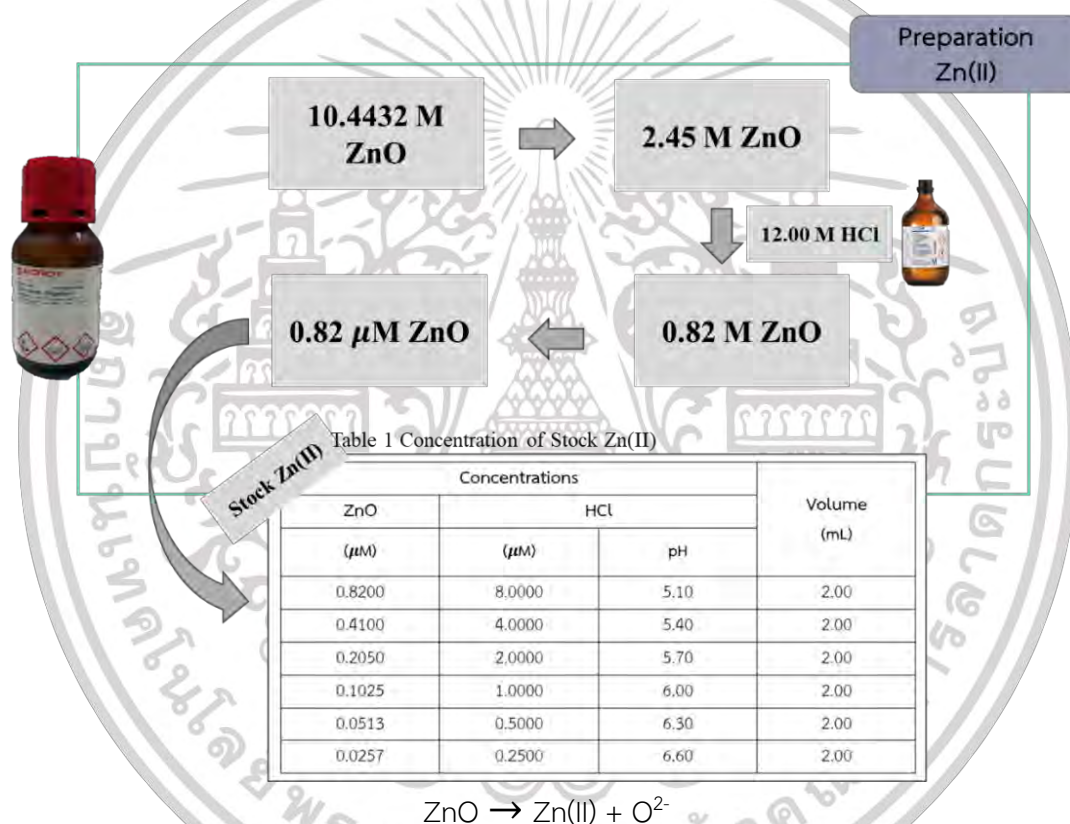 Preparation
Zn(II)
10.4432 M
ZnO
2.45 M ZnO
12.00 M HCl
0.82 μM ZnO
0.82 M ZnO
Stock Zn(II)
Table 1 Concentration of Stock Zn(II)
Concentrations
Volume
(mL)
ZnO
HCl
(μM)
(μM)
pH
0.8200 8.0000 5.10 2.00
0.4100 4.0000 5.40 2.00
0.2050 2.0000 5.70 2.00
0.1025 1.0000 6.00 2.00
0.0513 0.5000 6.30 2.00
0.0257 0.2500 6.60 2.00
ZnO → Zn(II) + O²⁻